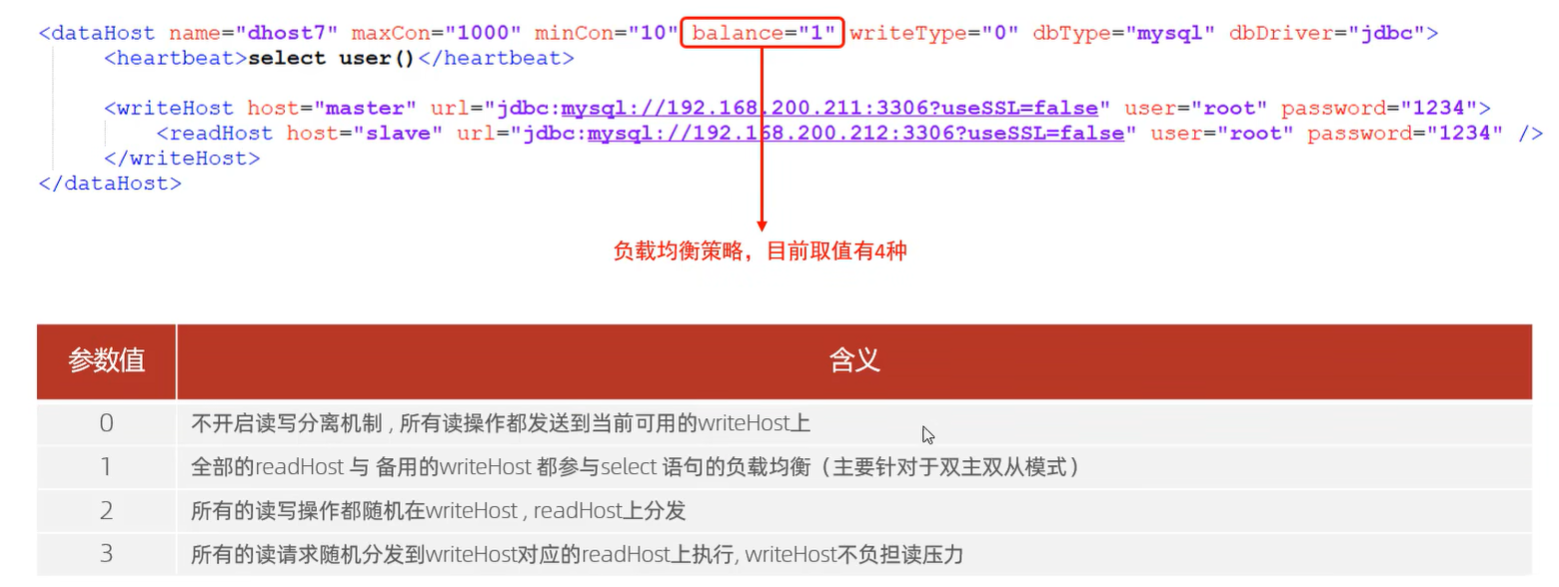 <dataHost name="dhost7" maxCon="1000" minCon="10" balance="1" writeType="0" dbType="mysql" dbDriver="jdbc">
<heartbeat>select user()</heartbeat>
<writeHost host="master" url="jdbc:mysql://192.168.200.211:3306?useSSL=false" user="root" password="1234">
<readHost host="slave" url="jdbc:mysql://192.168.200.212:3306?useSSL=false" user="root" password="1234" />
</writeHost>
</dataHost>
负载均衡策略，目前取值有4种
参数值 含义
0 不开启读写分离机制 , 所有读操作都发送到当前可用的writeHost上
1 全部的readHost 与 备用的writeHost 都参与select 语句的负载均衡（主要针对于双主双从模式）
2 所有的读写操作都随机在writeHost , readHost上分发
3 所有的读请求随机分发到writeHost对应的readHost上执行, writeHost不负担读压力